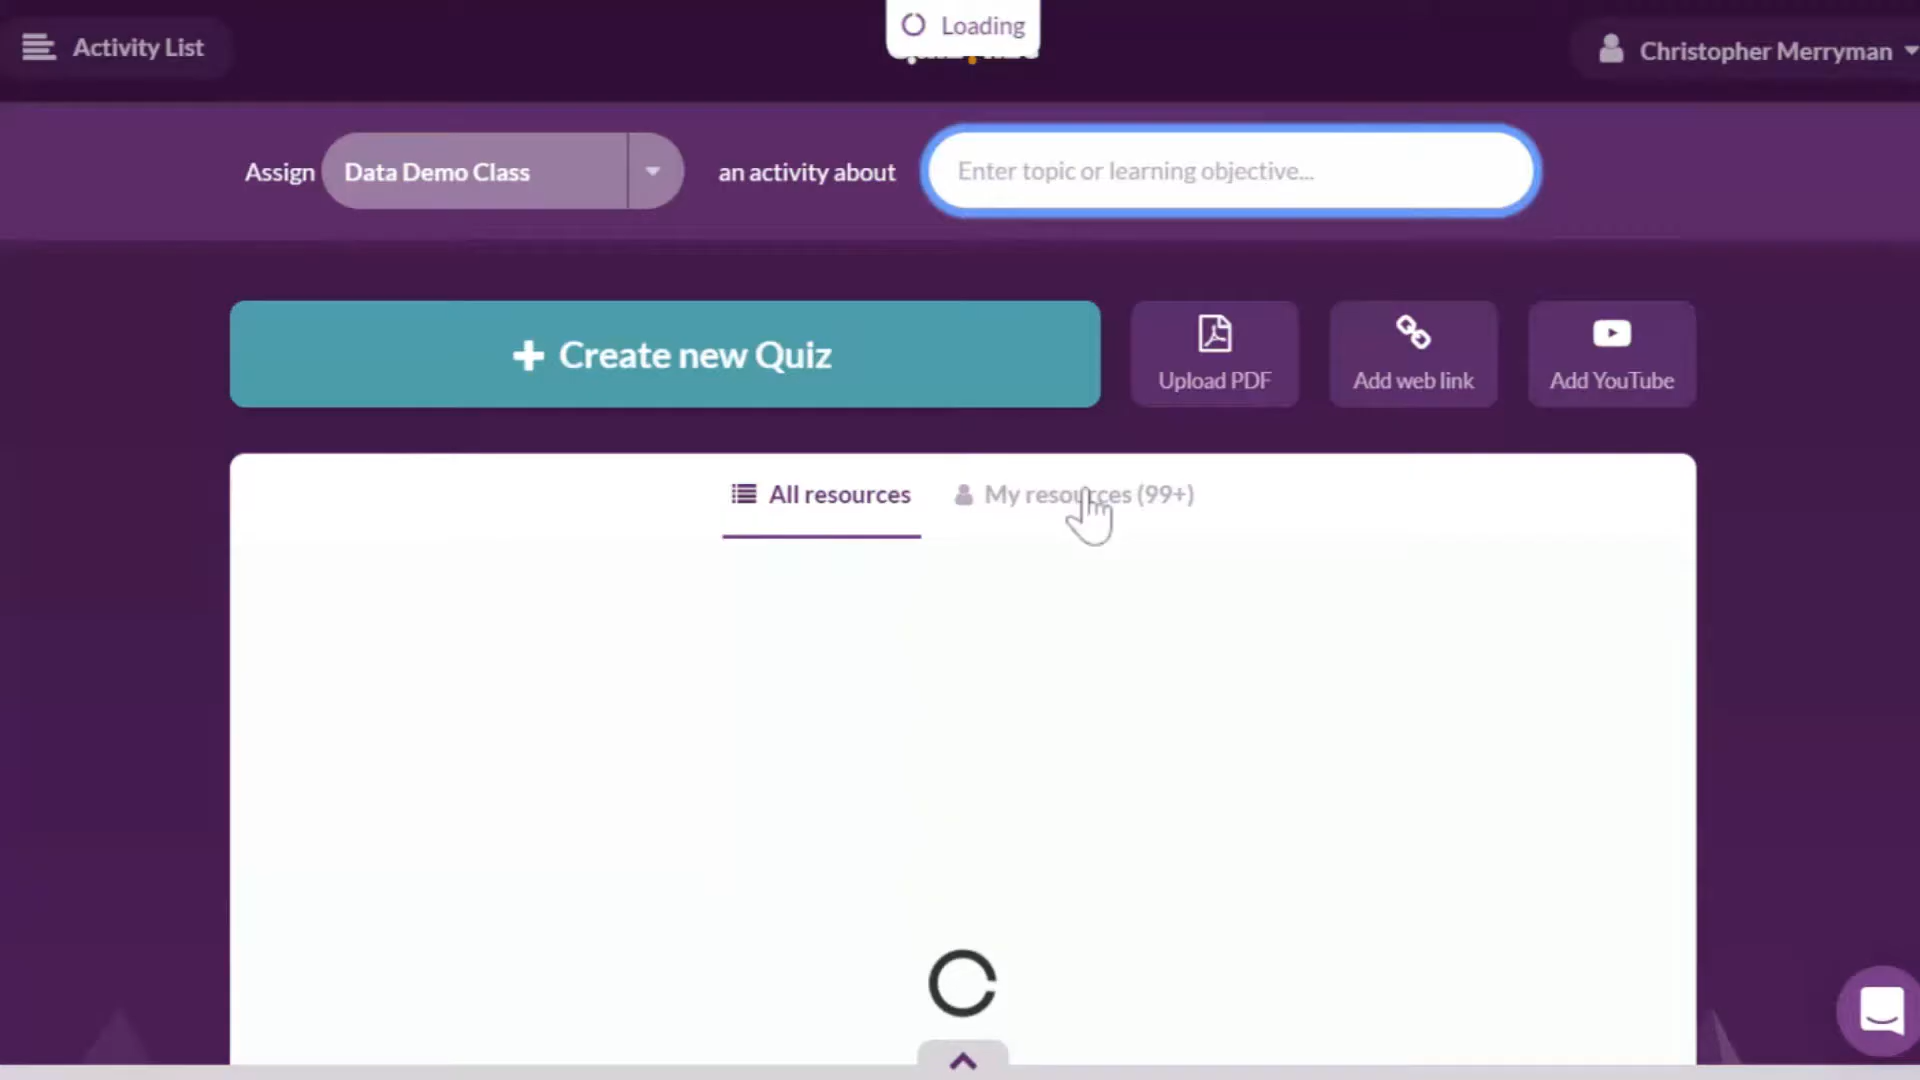 Loading
Activity List
Christopher Merryman
Assign Data Demo Class an activity about Enter topic or learning objective...
Create new Quiz
Upload PDF
Add web link
Add YouTube
All resources
My resources (99+)